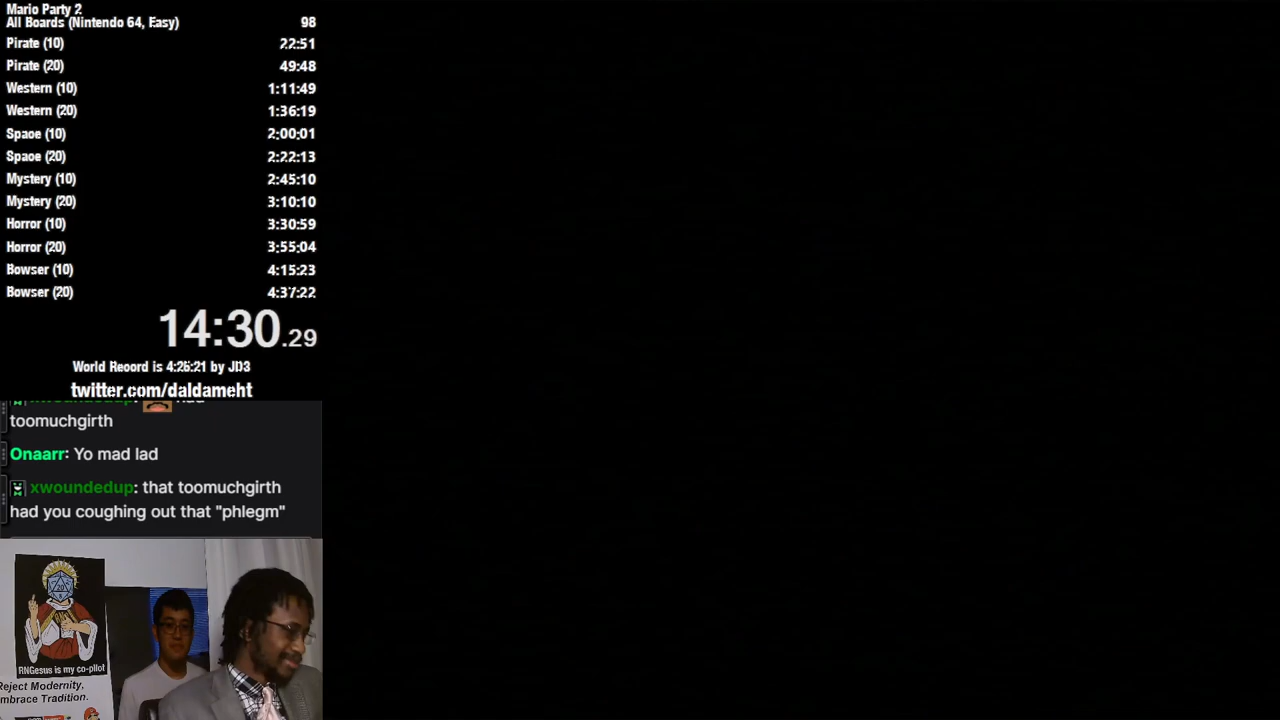 Mario Party 2
All Boards (Nintendo 64, Easy) 98
Pirate (10) 22:51
Pirate (20) 49:48
Western (10) 1:11:49
Western (20) 1:36:19
Space (10) 2:00:01
Space (20) 2:22:13
Mystery (10) 2:45:10
Mystery (20) 3:10:10
Horror (10) 3:30:59
Horror (20) 3:55:04
Bowser (10) 4:15:23
Bowser (20) 4:37:22
14:30.29
World Record is 4:26:21 by JD3
twitter.com/daldameht
toomuchgirth
Onaarr: Yo mad lad
xwoundedup: that toomuchgirth
had you coughing out that "phlegm"
RNGesus is my co-pilot
Reject Modernity,
Embrace Tradition.